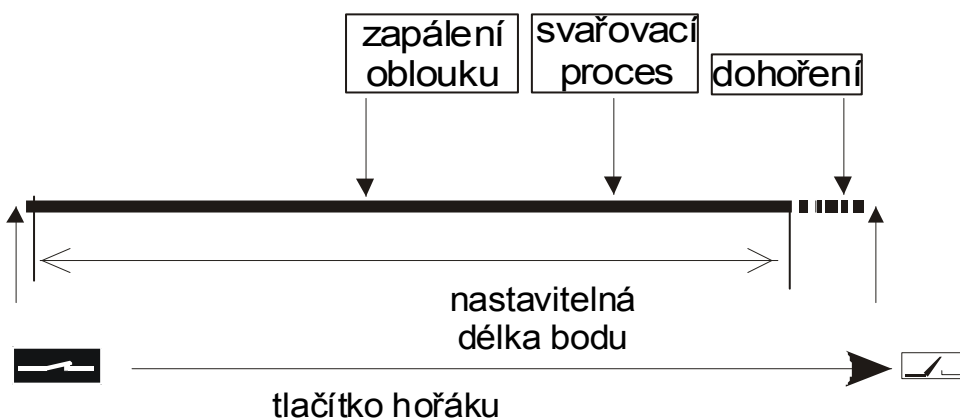 zapálení
oblouku
svařovací
proces
dohoření
nastavitelná
délka bodu
tlačítko hořáku